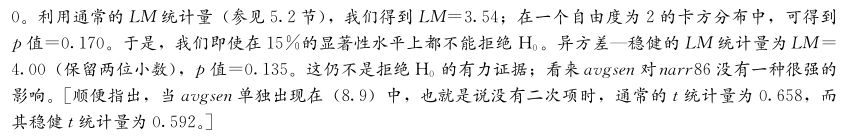 0。利用通常的 LM 统计量（参见 5.2 节），我们得到 LM=3.54；在一个自由度为 2 的卡方分布中，可得到
p 值=0.170。于是，我们即使在 15%的显著性水平上都不能拒绝 H₀。异方差—稳健的 LM 统计量为 LM=
4.00（保留两位小数），p 值=0.135。这仍不是拒绝 H₀ 的有力证据；看来 avgsen 对 narr86 没有一种很强的
影响。[顺便指出，当 avgsen 单独出现在（8.9）中，也就是说没有二次项时，通常的 t 统计量为 0.658，而
其稳健 t 统计量为 0.592。]